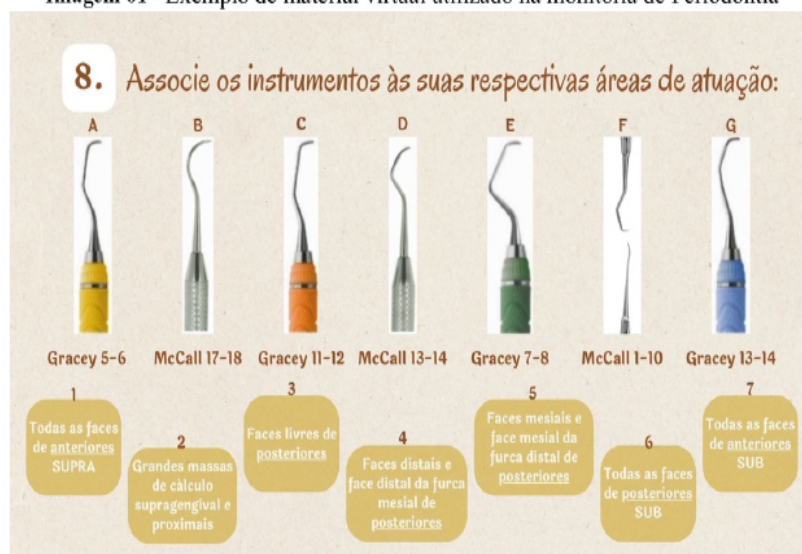 Imagem 01 - Exemplo de material virtual utilizado na monitoria de Periodontia
8. Associe os instrumentos às suas respectivas áreas de atuação:
A B C D E F G
Gracey 5-6 McCall 17-18 Gracey 11-12 McCall 13-14 Gracey 7-8 McCall 1-10 Gracey 13-14
1
Todas as faces
de anteriores
SUPRA
2
Grandes massas
de càlculo
supragengival e
proximais
3
Faces livres de
posteriores
4
Faces distais e
face distal da furca
mesial de
posteriores
5
Faces mesiais e
face mesial da
furca distal de
posteriores
6
Todas as faces
de posteriores
SUB
7
Todas as faces
de anteriores
SUB